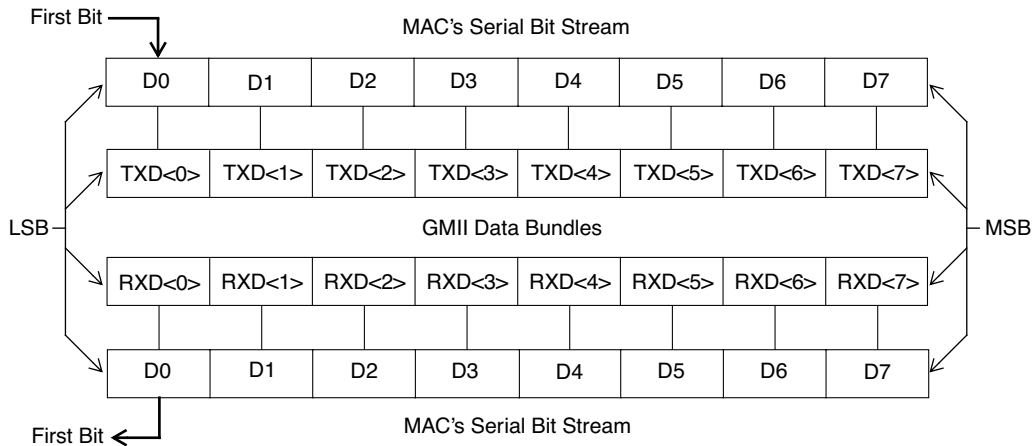 First Bit
MAC's Serial Bit Stream
D0 D1 D2 D3 D4 D5 D6 D7
TXD<0> TXD<1> TXD<2> TXD<3> TXD<4> TXD<5> TXD<6> TXD<7>
LSB GMII Data Bundles MSB
RXD<0> RXD<1> RXD<2> RXD<3> RXD<4> RXD<5> RXD<6> RXD<7>
D0 D1 D2 D3 D4 D5 D6 D7
MAC's Serial Bit Stream
First Bit